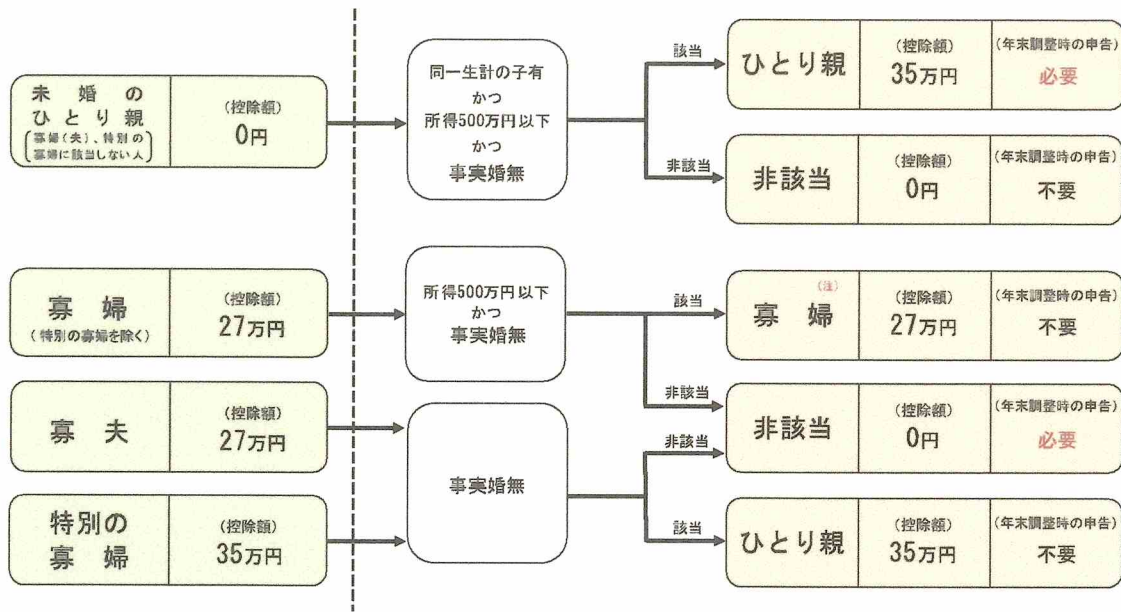 未婚の
ひとり親
寡婦(夫)、特別の
寡婦に該当しない人
(控除額)
0円
同一生計の子有
かつ
所得500万円以下
かつ
事実婚無
該当
ひとり親
(控除額)
35万円
(年末調整時の申告)
必要
非該当
非該当
(控除額)
0円
(年末調整時の申告)
不要
寡婦
(特別の寡婦を除く)
(控除額)
27万円
所得500万円以下
かつ
事実婚無
該当
(注)
寡婦
(控除額)
27万円
(年末調整時の申告)
不要
寡夫
(控除額)
27万円
非該当
非該当
(控除額)
0円
(年末調整時の申告)
必要
非該当
事実婚無
特別の
寡婦
(控除額)
35万円
該当
ひとり親
(控除額)
35万円
(年末調整時の申告)
不要